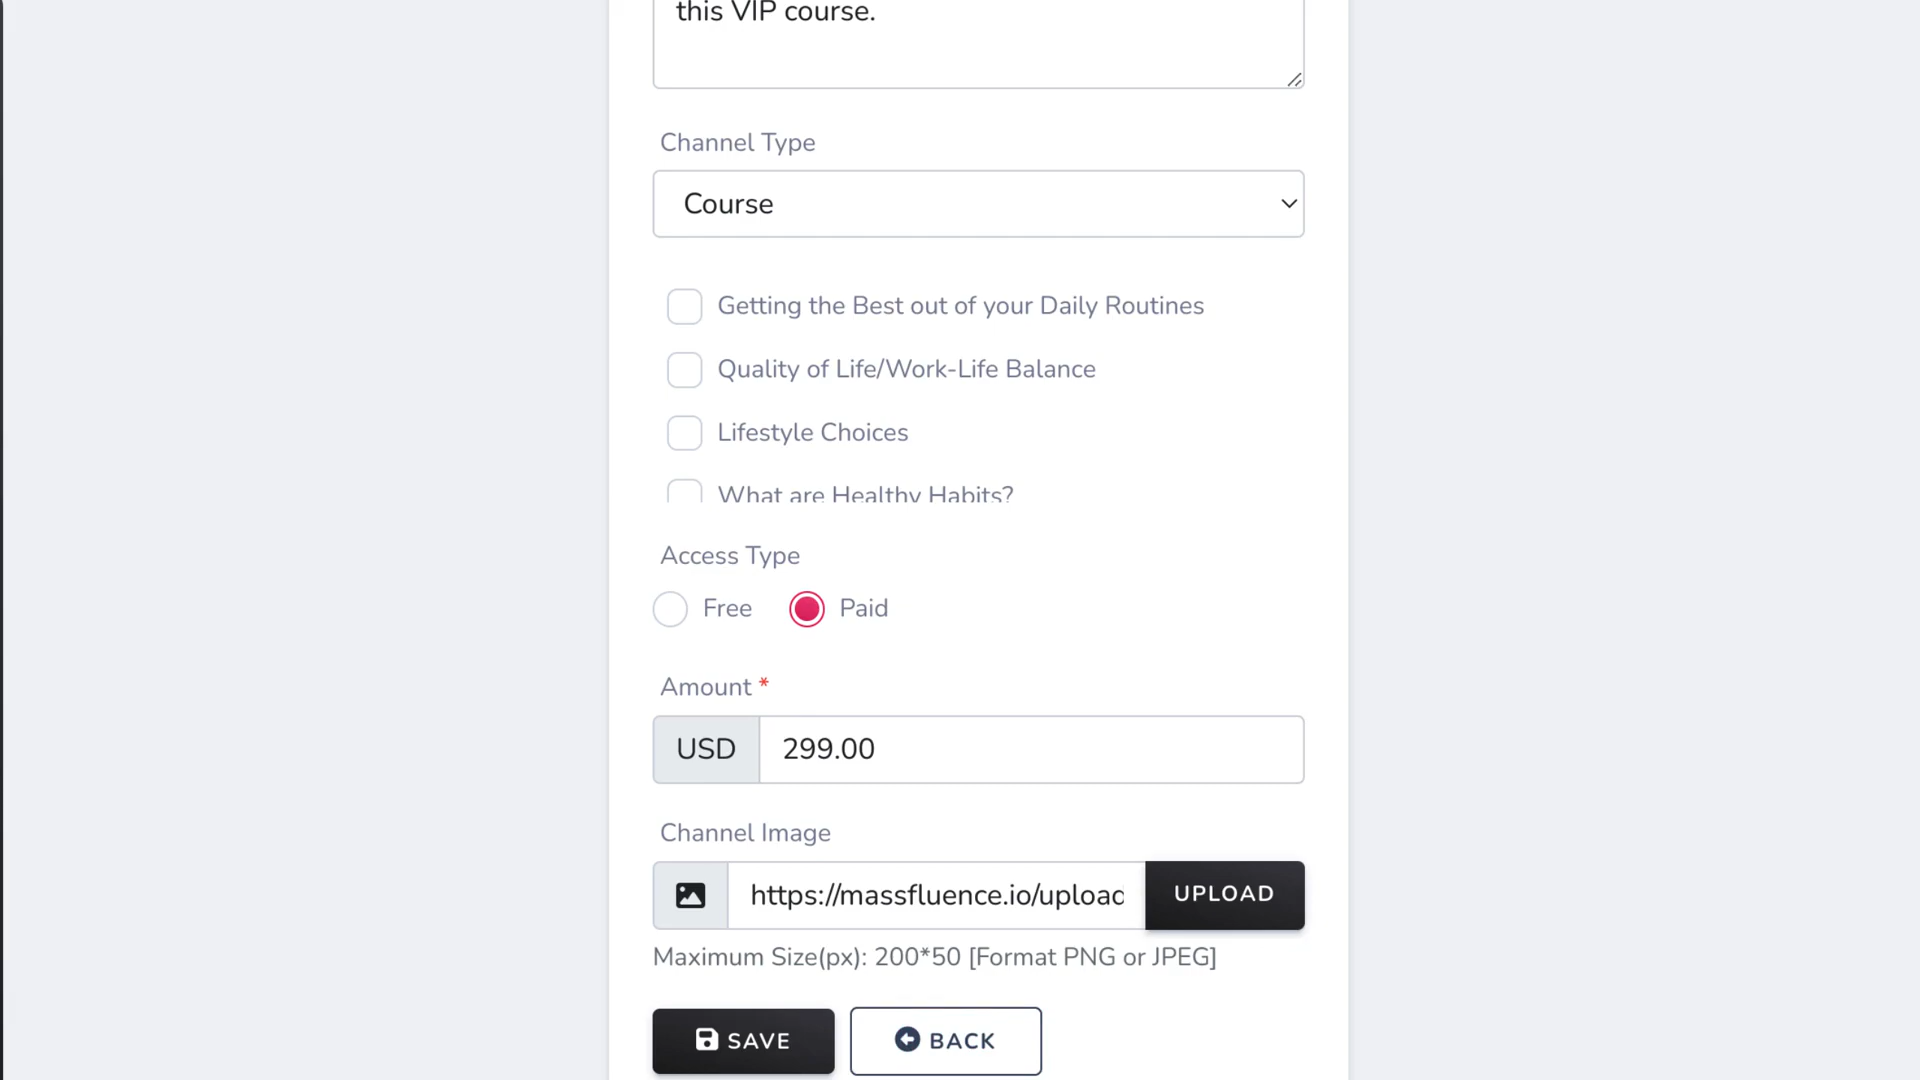 this VIP course.
Channel Type
Course
Getting the Best out of your Daily Routines
Quality of Life/Work-Life Balance
Lifestyle Choices
What are Healthy Habits?
Access Type
Free Paid
Amount *
USD 299.00
Channel Image
https://massfluence.io/upload UPLOAD
Maximum Size(px): 200*50 [Format PNG or JPEG]
SAVE BACK